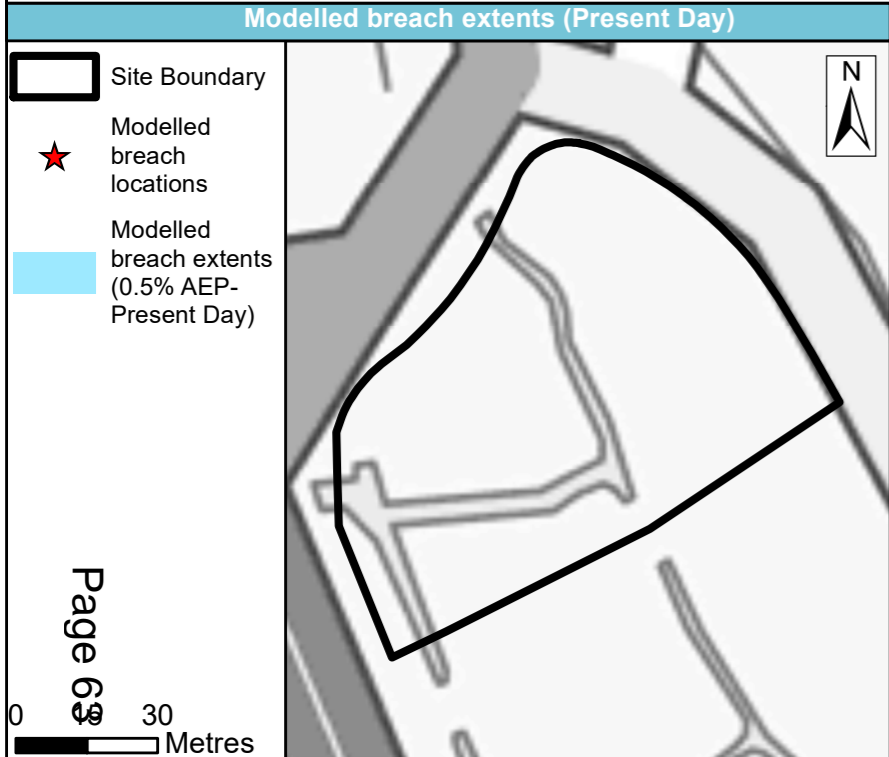 Modelled breach extents (Present Day)
Site Boundary
Modelled
breach
locations
Modelled
breach extents
(0.5% AEP-
Present Day)
N
Page 63
0 15 30
Metres